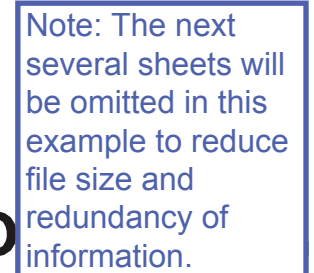 Note: The next
several sheets will
be omitted in this
example to reduce
file size and
redundancy of
information.